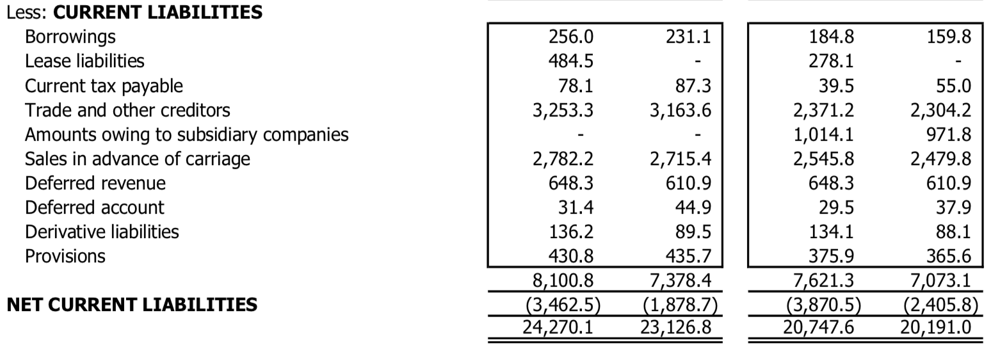 Less: CURRENT LIABILITIES
Borrowings 256.0 231.1 184.8 159.8
Lease liabilities 484.5 - 278.1 -
Current tax payable 78.1 87.3 39.5 55.0
Trade and other creditors 3,253.3 3,163.6 2,371.2 2,304.2
Amounts owing to subsidiary companies - - 1,014.1 971.8
Sales in advance of carriage 2,782.2 2,715.4 2,545.8 2,479.8
Deferred revenue 648.3 610.9 648.3 610.9
Deferred account 31.4 44.9 29.5 37.9
Derivative liabilities 136.2 89.5 134.1 88.1
Provisions 430.8 435.7 375.9 365.6
8,100.8 7,378.4 7,621.3 7,073.1
NET CURRENT LIABILITIES (3,462.5) (1,878.7) (3,870.5) (2,405.8)
24,270.1 23,126.8 20,747.6 20,191.0